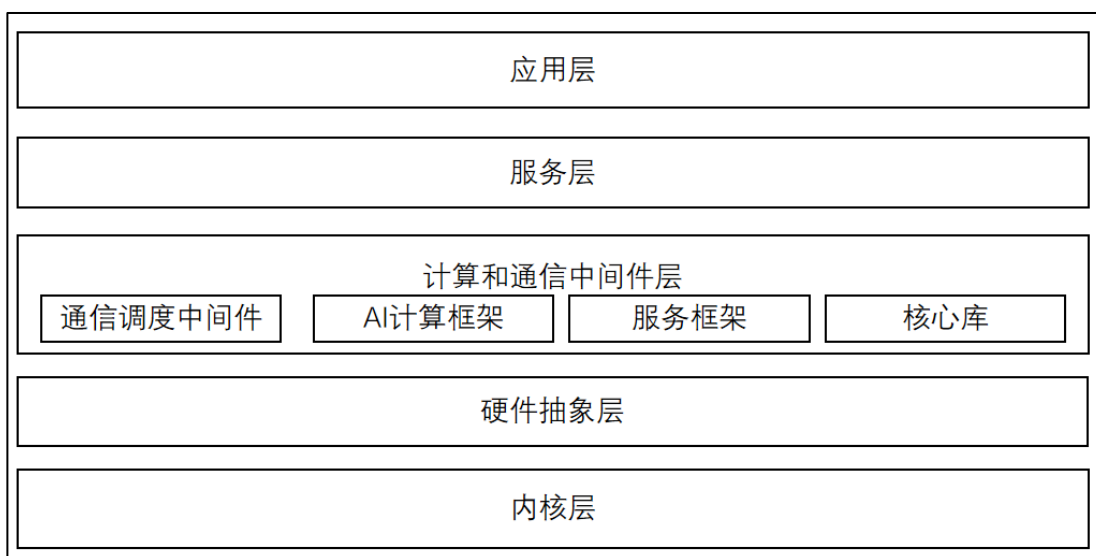 应用层
服务层
计算和通信中间件层
通信调度中间件 AI计算框架 服务框架 核心库
硬件抽象层
内核层